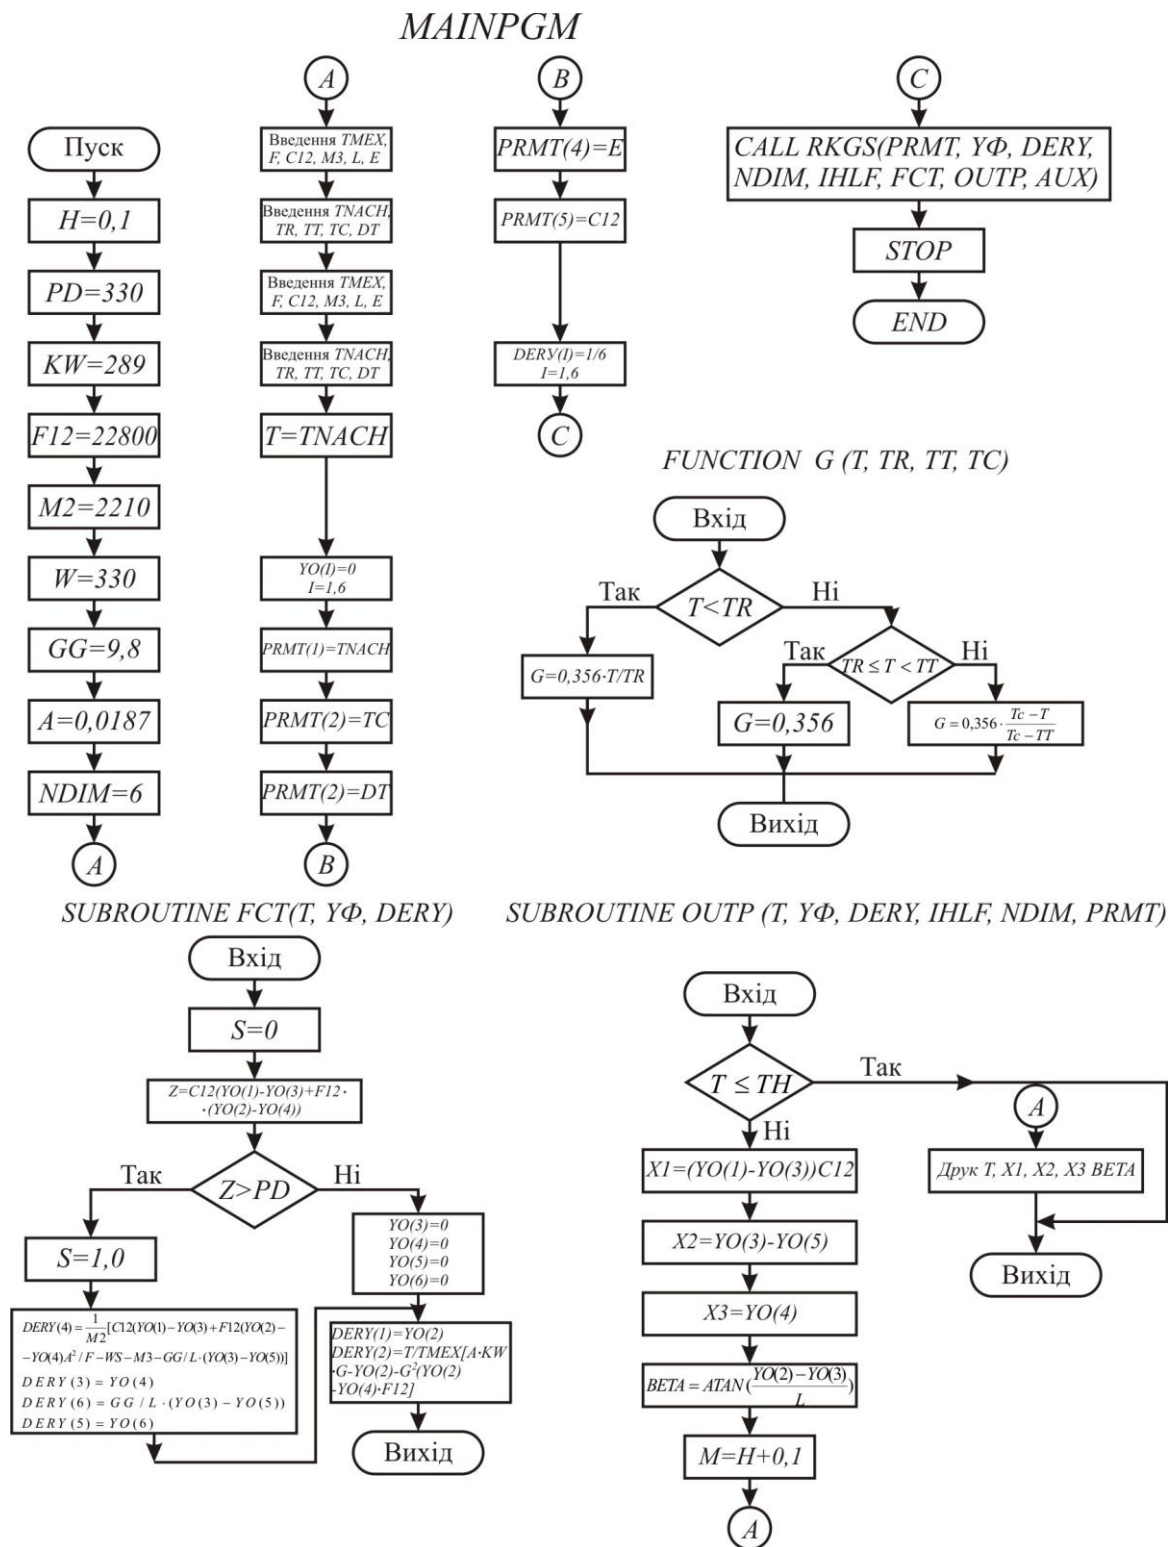 MAINPGM
Пуск
H=0,1
PD=330
KW=289
F12=22800
M2=2210
W=330
GG=9,8
A=0,0187
NDIM=6
A
A
Введення TMEX,
F, C12, M3, L, E
Введення TNACH,
TR, TT, TC, DT
Введення TMEX,
F, C12, M3, L, E
Введення TNACH,
TR, TT, TC, DT
T=TNACH
YO(I)=0
I=1,6
PRMT(1)=TNACH
PRMT(2)=TC
PRMT(2)=DT
B
B
PRMT(4)=E
PRMT(5)=C12
DERУ(I)=1/6
I=1,6
C
C
CALL RKGS(PRMT, YФ, DERY,
NDIM, IHLF, FCT, OUTP, AUX)
STOP
END
FUNCTION G (T, TR, TT, TC)
Вхід
Так
T<TR
Ні
G=0,356·T/TR
Так
TR ≤ T < TT
Ні
G=0,356
G = 0,356 · (Tc − T)/(Tc − TT)
Вихід
SUBROUTINE FCT(T, YФ, DERY)
Вхід
S=0
Z=C12(YO(1)-YO(3)+F12·
·(YO(2)-YO(4))
Так
Z>PD
Ні
S=1,0
YO(3)=0
YO(4)=0
YO(5)=0
YO(6)=0
DERY(4) = 1/M2 [C12(YO(1) − YO(3) + F12(YO(2) −
−YO(4)A² / F − WS − M3 − GG / L · (YO(3) − YO(5))]
DERY(3) = YO(4)
DERY(6) = GG / L · (YO(3) − YO(5))
DERY(5) = YO(6)
DERY(1)=YO(2)
DERY(2)=T/TMEX[A·KW
·G-YO(2)-G²(YO(2)
-YO(4)·F12]
Вихід
SUBROUTINE OUTP (T, YФ, DERY, IHLF, NDIM, PRMT)
Вхід
T ≤ TH
Так
Ні
X1=(YO(1)-YO(3))C12
X2=YO(3)-YO(5)
X3=YO(4)
BETA = ATAN((YO(2) − YO(3))/L)
M=H+0,1
A
A
Друк T, X1, X2, X3 BETA
Вихід